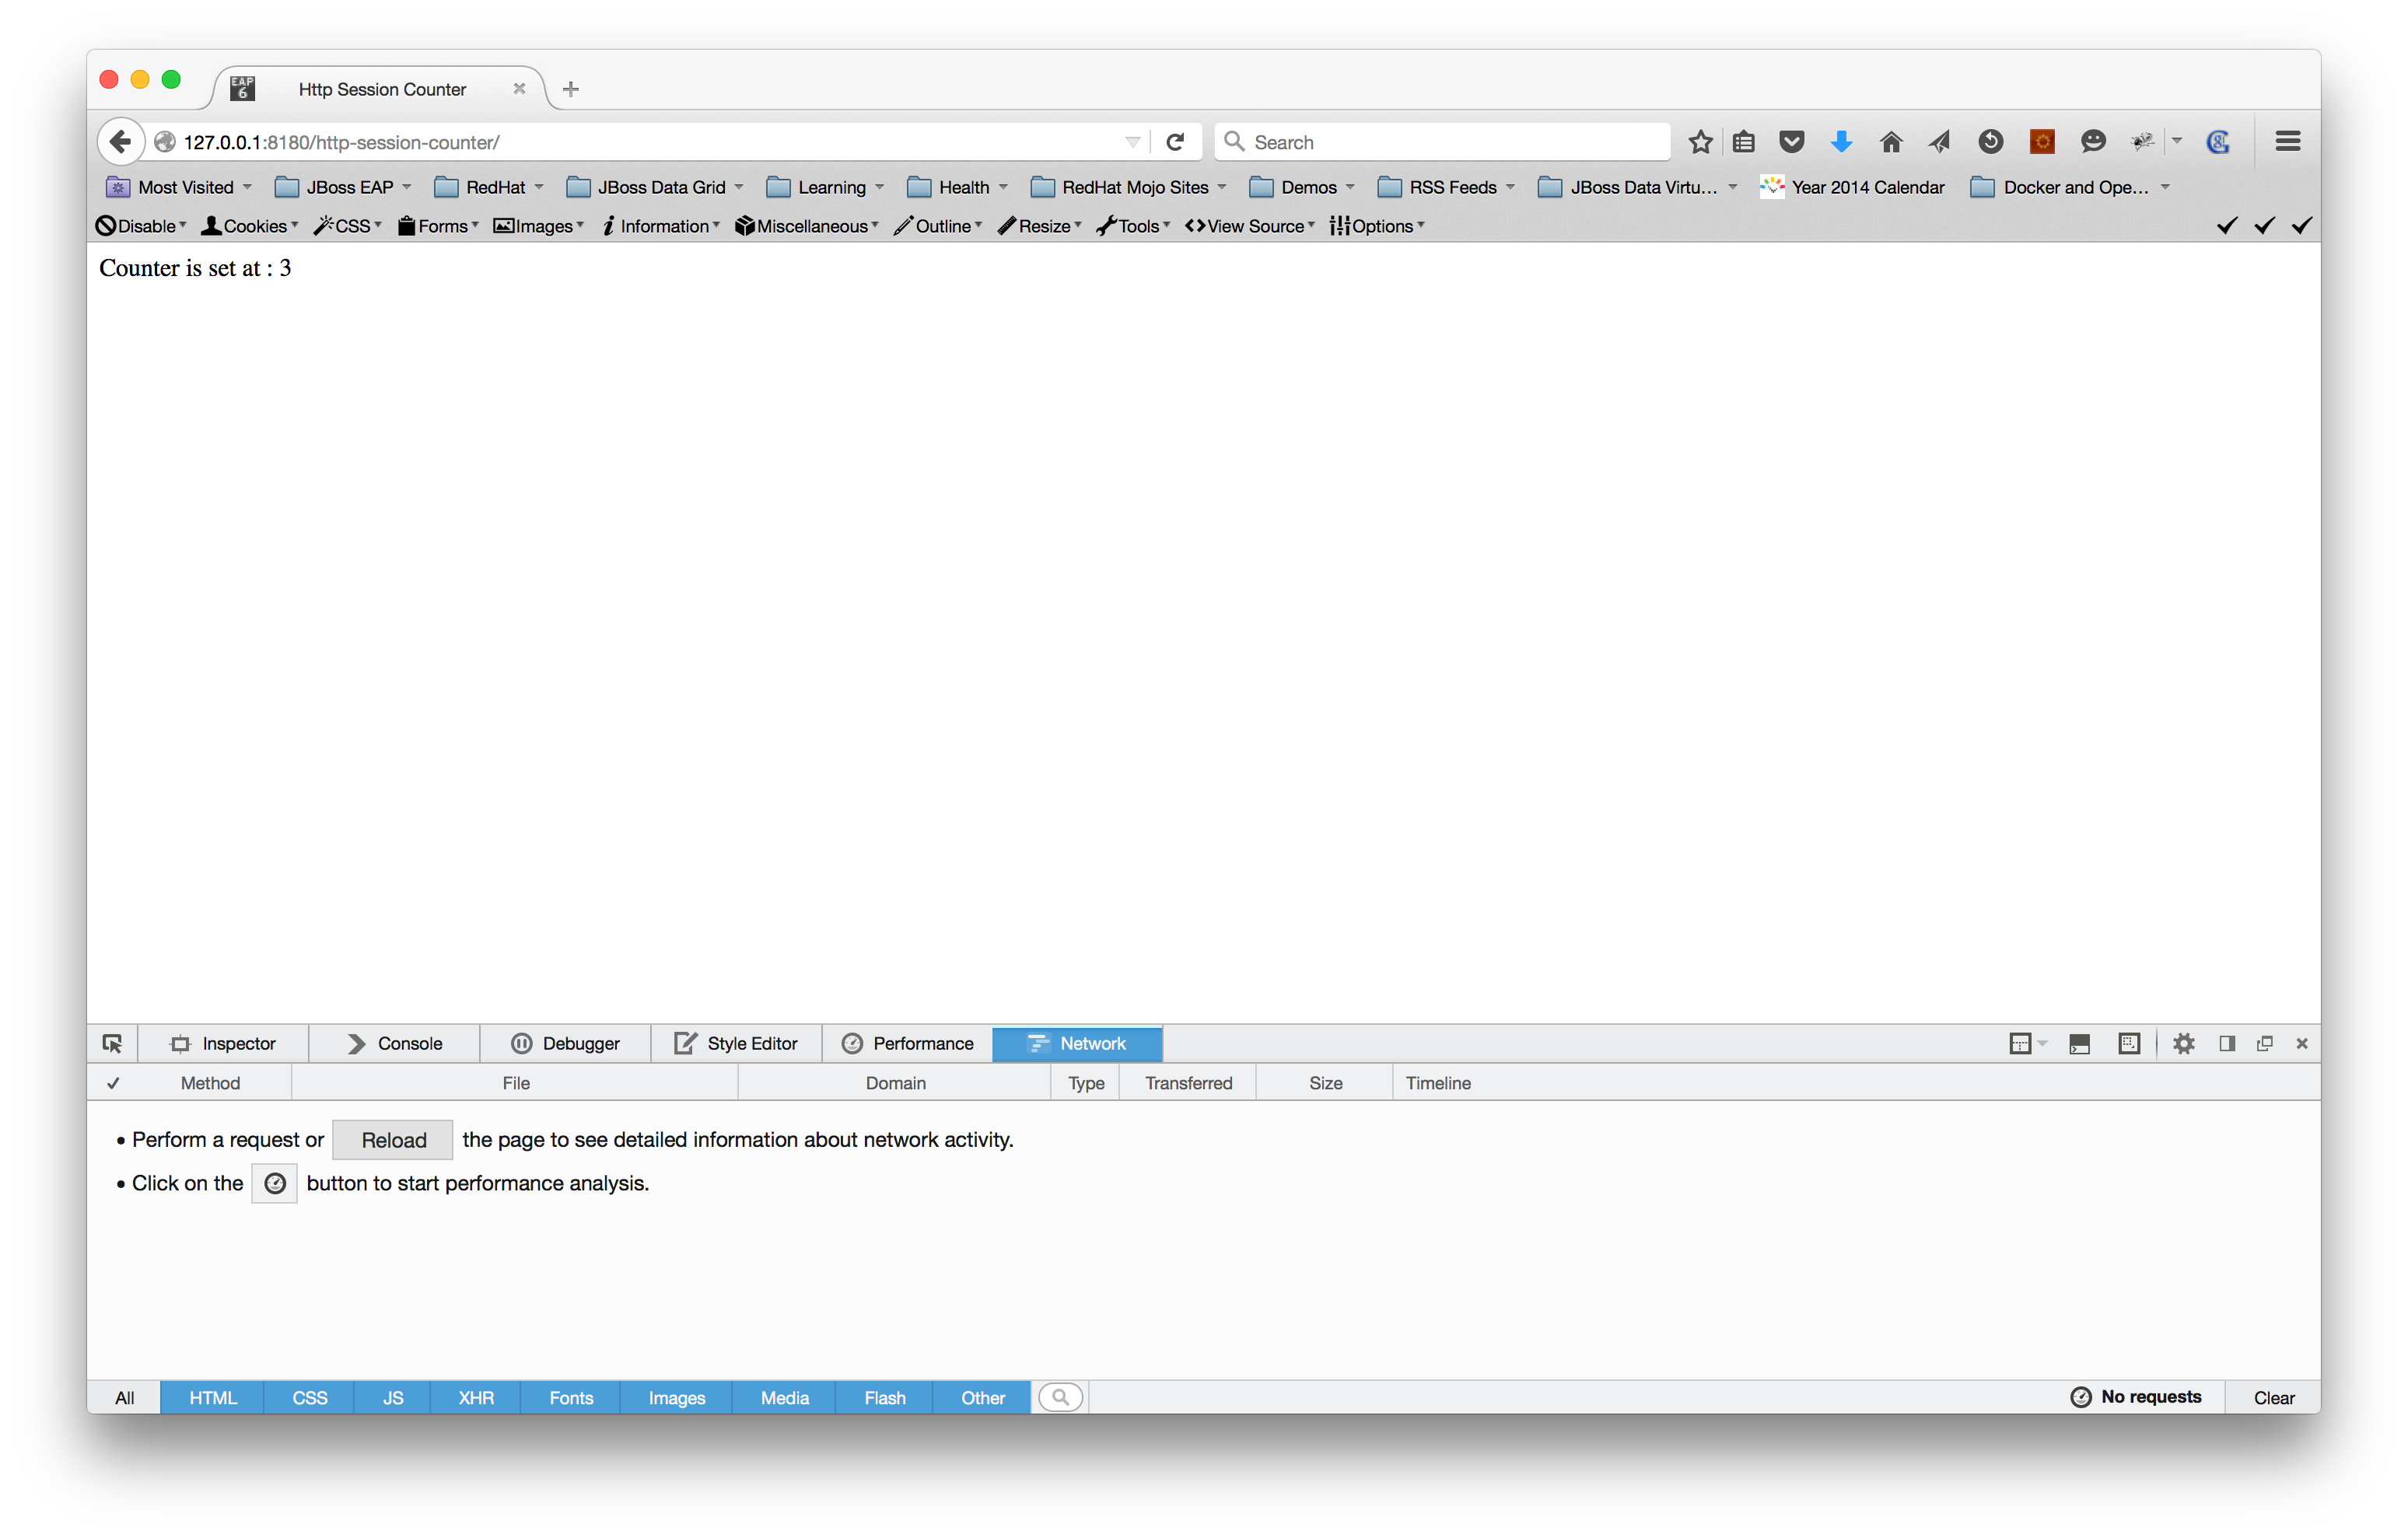 EAP 6 Http Session Counter
127.0.0.1:8180/http-session-counter/ Search
Most Visited JBoss EAP RedHat JBoss Data Grid Learning Health RedHat Mojo Sites Demos RSS Feeds JBoss Data Virtu... Year 2014 Calendar Docker and Ope...
Disable Cookies CSS Forms Images Information Miscellaneous Outline Resize Tools View Source Options
Counter is set at : 3
Inspector Console Debugger Style Editor Performance Network
Method File Domain Type Transferred Size Timeline
• Perform a request or Reload the page to see detailed information about network activity.
• Click on the button to start performance analysis.
All HTML CSS JS XHR Fonts Images Media Flash Other No requests Clear